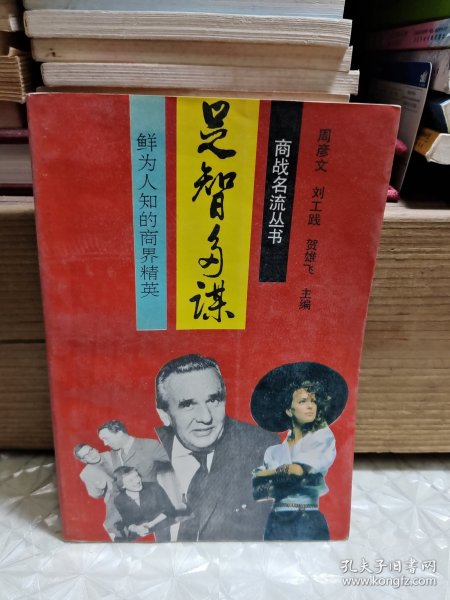 周彦文 刘工践 贺雄飞 主编
商战名流丛书
足智多谋
鲜为人知的商界精英
孔夫子旧书网
www.kongfz.com